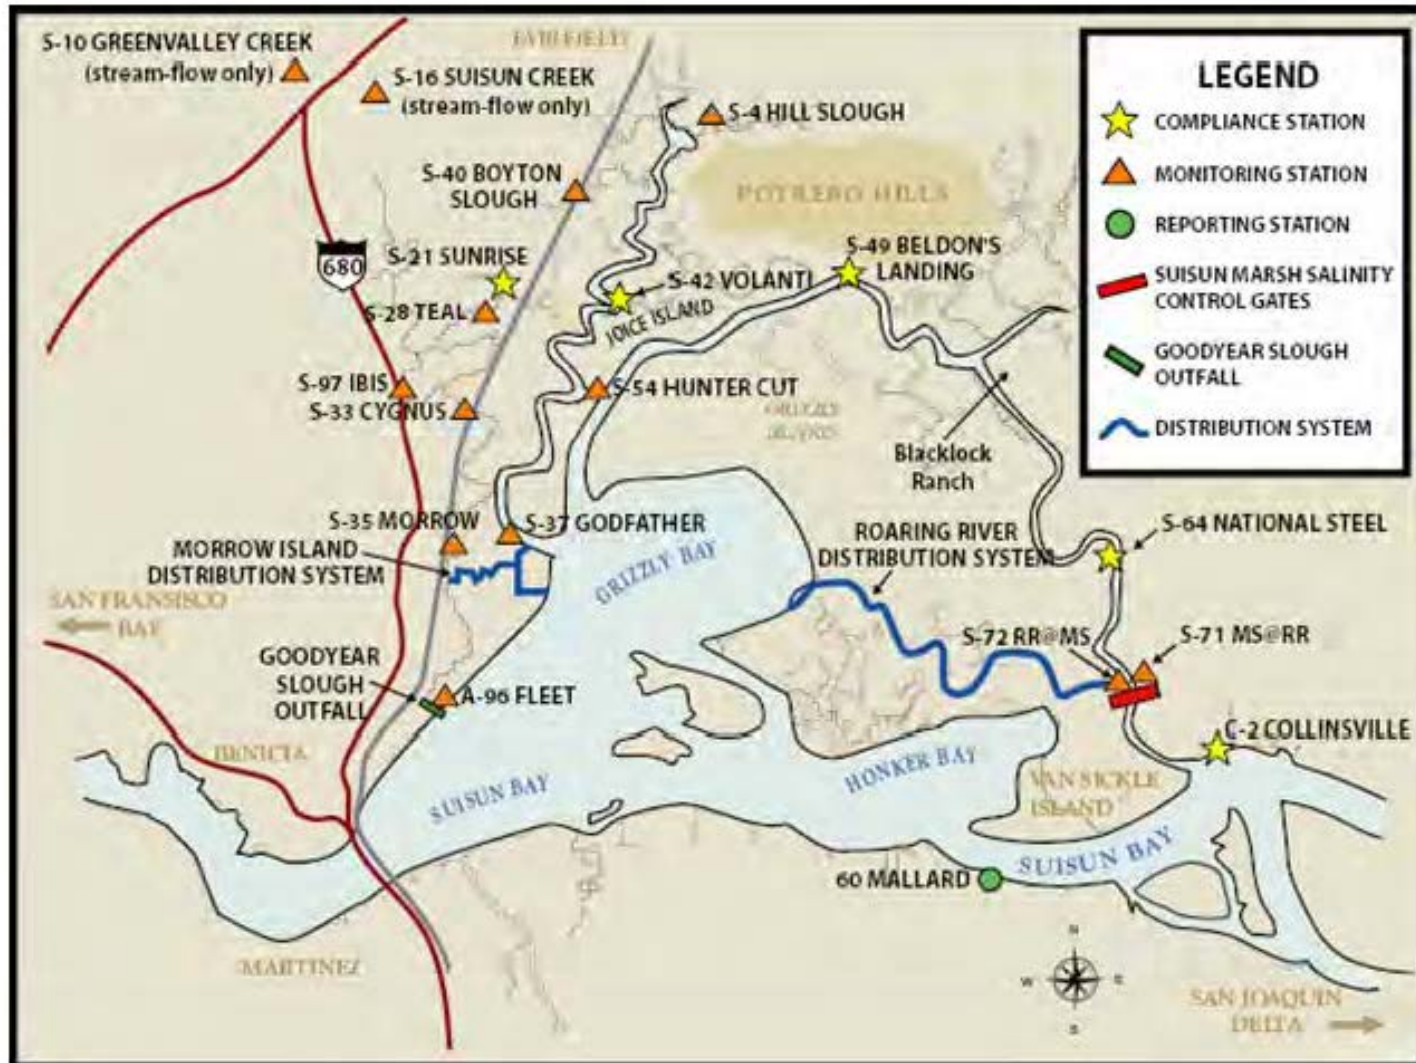 S-10 GREENVALLEY CREEK
(stream-flow only)
FAIRFIELD
S-16 SUISUN CREEK
(stream-flow only)
S-4 HILL SLOUGH
S-40 BOYTON
SLOUGH
POTRERO HILLS
680
S-21 SUNRISE
S-28 TEAL
S-42 VOLANTI
S-49 BELDON'S
LANDING
JOICE ISLAND
S-97 IBIS
S-33 CYGNUS
S-54 HUNTER CUT
GRIZZLY
ISLAND
Blacklock
Ranch
S-35 MORROW
S-37 GODFATHER
MORROW ISLAND
DISTRIBUTION SYSTEM
ROARING RIVER
DISTRIBUTION SYSTEM
S-64 NATIONAL STEEL
GRIZZLY BAY
SAN FRANSISCO
BAY
S-72 RR@MS
S-71 MS@RR
GOODYEAR
SLOUGH
OUTFALL
A-96 FLEET
C-2 COLLINSVILLE
BENICIA
SUISUN BAY
HONKER BAY
VAN SICKLE
ISLAND
SUISUN BAY
60 MALLARD
MARTINEZ
N
W
E
S
SAN JOAQUIN
DELTA
LEGEND
COMPLIANCE STATION
MONITORING STATION
REPORTING STATION
SUISUN MARSH SALINITY
CONTROL GATES
GOODYEAR SLOUGH
OUTFALL
DISTRIBUTION SYSTEM